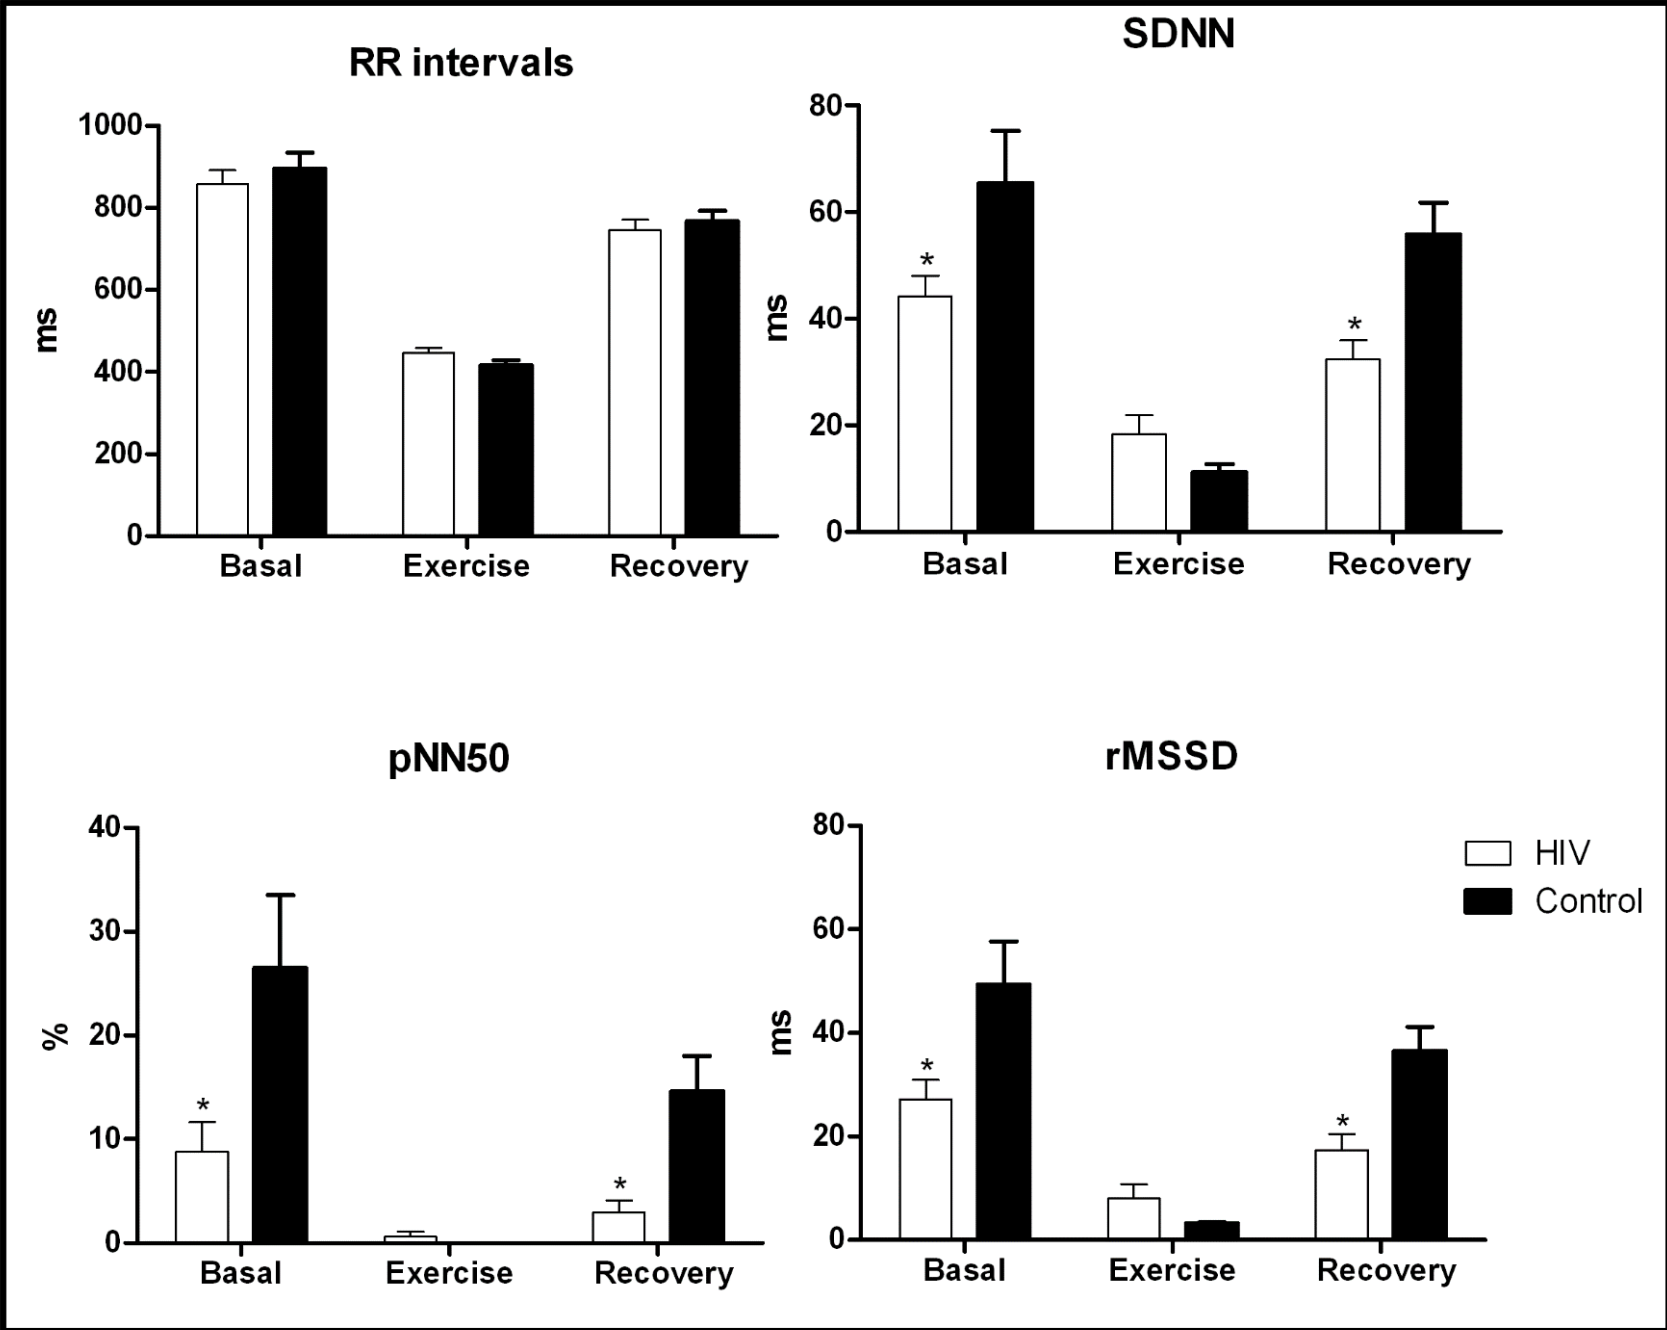 RR intervals
1000
800
600
400
200
0
ms
Basal Exercise Recovery
SDNN
80
60
40
20
0
ms
*
*
Basal Exercise Recovery
pNN50
40
30
20
10
0
%
*
*
Basal Exercise Recovery
rMSSD
80
60
40
20
0
ms
*
*
Basal Exercise Recovery
HIV
Control